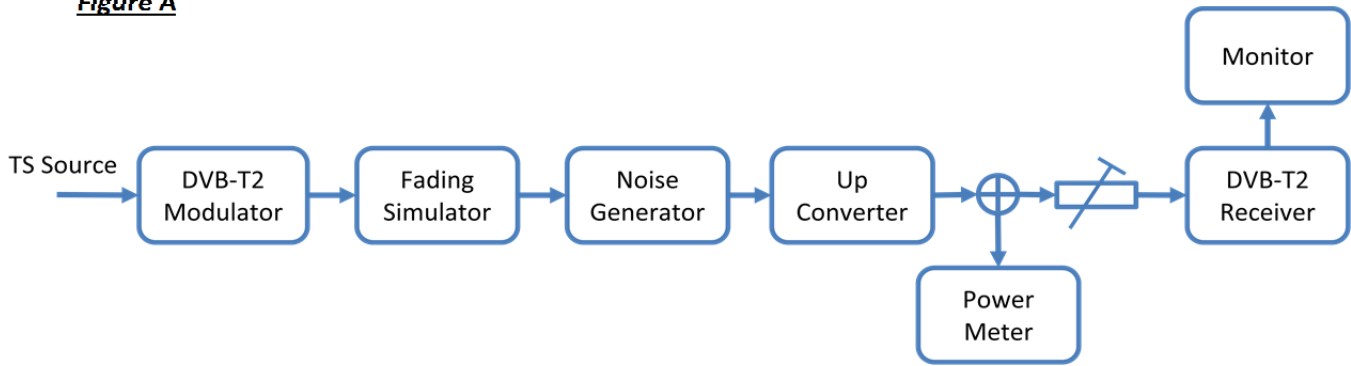 Figure A
Monitor
TS Source
DVB-T2
Modulator
Fading
Simulator
Noise
Generator
Up
Converter
DVB-T2
Receiver
Power
Meter